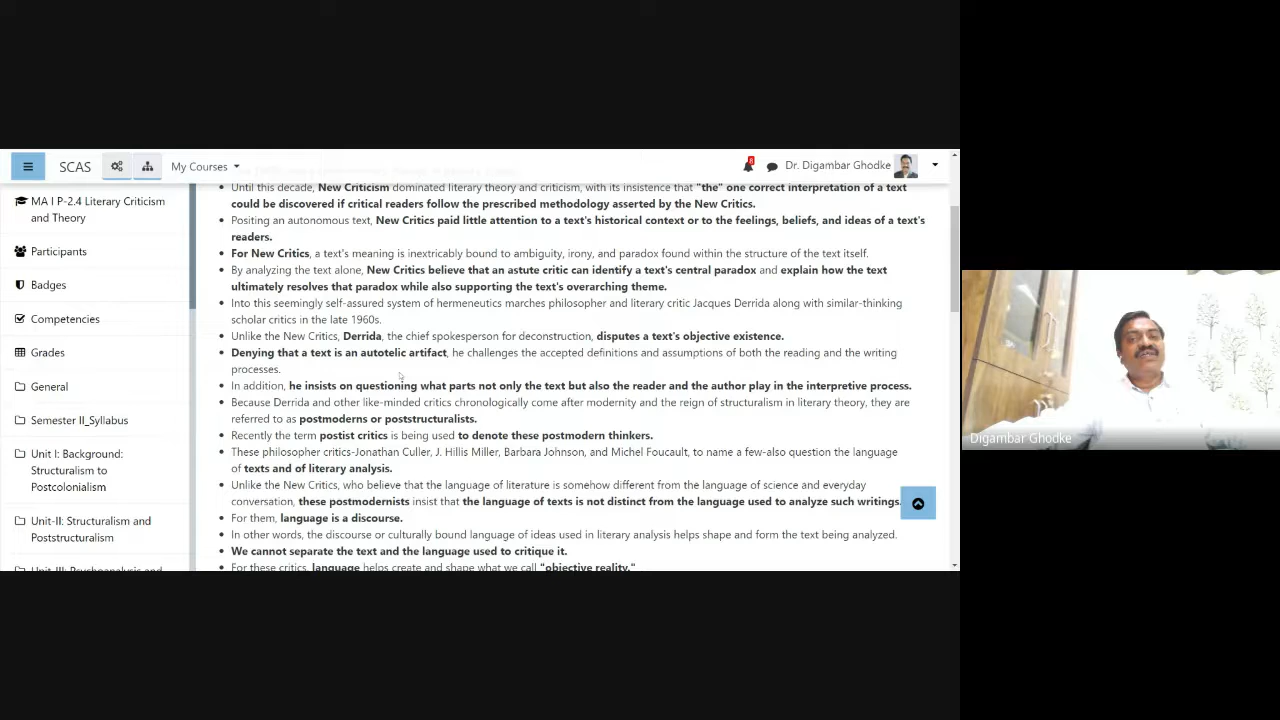 SCAS
My Courses
8
Dr. Digambar Ghodke
MA I P-2.4 Literary Criticism
and Theory
Participants
Badges
Competencies
Grades
General
Semester II_Syllabus
Unit I: Background:
Structuralism to
Postcolonialism
Unit-II: Structuralism and
Poststructuralism
Unit-III: Psychoanalysis and
Until this decade, New Criticism dominated literary theory and criticism, with its insistence that "the" one correct interpretation of a text
could be discovered if critical readers follow the prescribed methodology asserted by the New Critics.
Positing an autonomous text, New Critics paid little attention to a text's historical context or to the feelings, beliefs, and ideas of a text's
readers.
For New Critics, a text's meaning is inextricably bound to ambiguity, irony, and paradox found within the structure of the text itself.
By analyzing the text alone, New Critics believe that an astute critic can identify a text's central paradox and explain how the text
ultimately resolves that paradox while also supporting the text's overarching theme.
Into this seemingly self-assured system of hermeneutics marches philosopher and literary critic Jacques Derrida along with similar-thinking
scholar critics in the late 1960s.
Unlike the New Critics, Derrida, the chief spokesperson for deconstruction, disputes a text's objective existence.
Denying that a text is an autotelic artifact, he challenges the accepted definitions and assumptions of both the reading and the writing
processes.
In addition, he insists on questioning what parts not only the text but also the reader and the author play in the interpretive process.
Because Derrida and other like-minded critics chronologically come after modernity and the reign of structuralism in literary theory, they are
referred to as postmoderns or poststructuralists.
Recently the term postist critics is being used to denote these postmodern thinkers.
These philosopher critics-Jonathan Culler, J. Hillis Miller, Barbara Johnson, and Michel Foucault, to name a few-also question the language
of texts and of literary analysis.
Unlike the New Critics, who believe that the language of literature is somehow different from the language of science and everyday
conversation, these postmodernists insist that the language of texts is not distinct from the language used to analyze such writings.
For them, language is a discourse.
In other words, the discourse or culturally bound language of ideas used in literary analysis helps shape and form the text being analyzed.
We cannot separate the text and the language used to critique it.
For these critics, language helps create and shape what we call "objective reality."
Digambar Ghodke